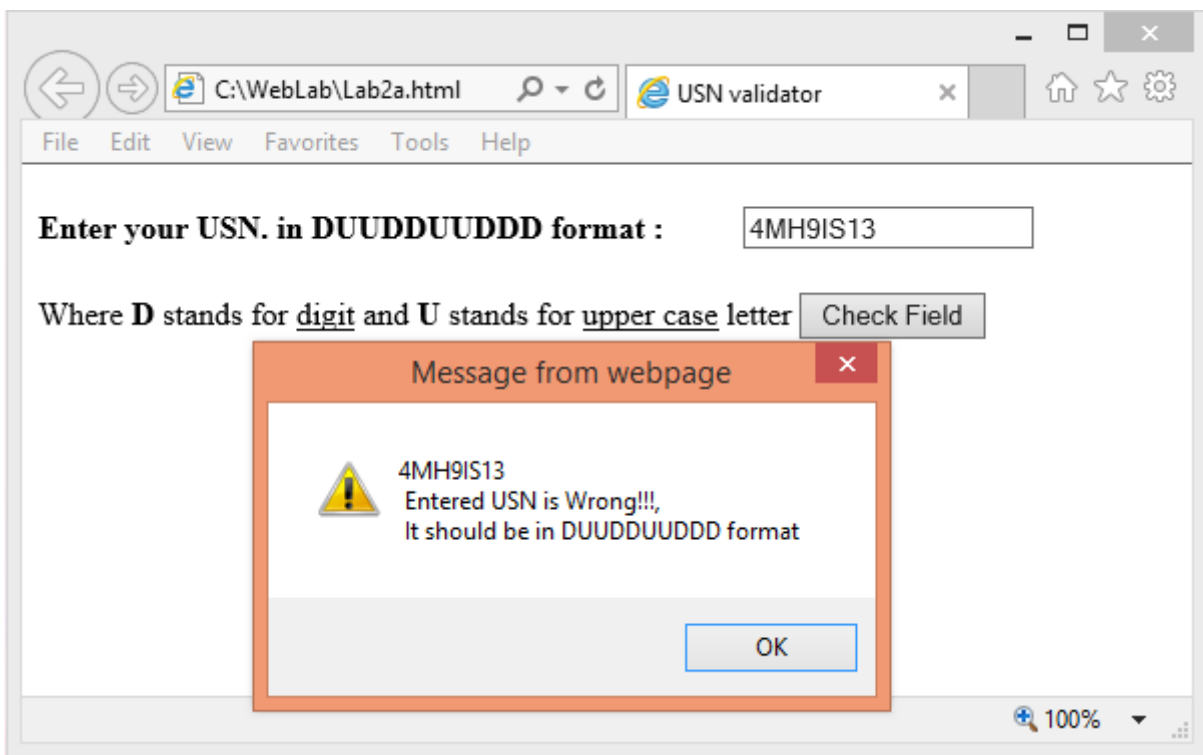 C:\WebLab\Lab2a.html
USN validator
File Edit View Favorites Tools Help
Enter your USN. in DUUDDUUDDD format : 4MH9IS13
Where D stands for digit and U stands for upper case letter Check Field
Message from webpage
4MH9IS13
Entered USN is Wrong!!!,
It should be in DUUDDUUDDD format
OK
100%